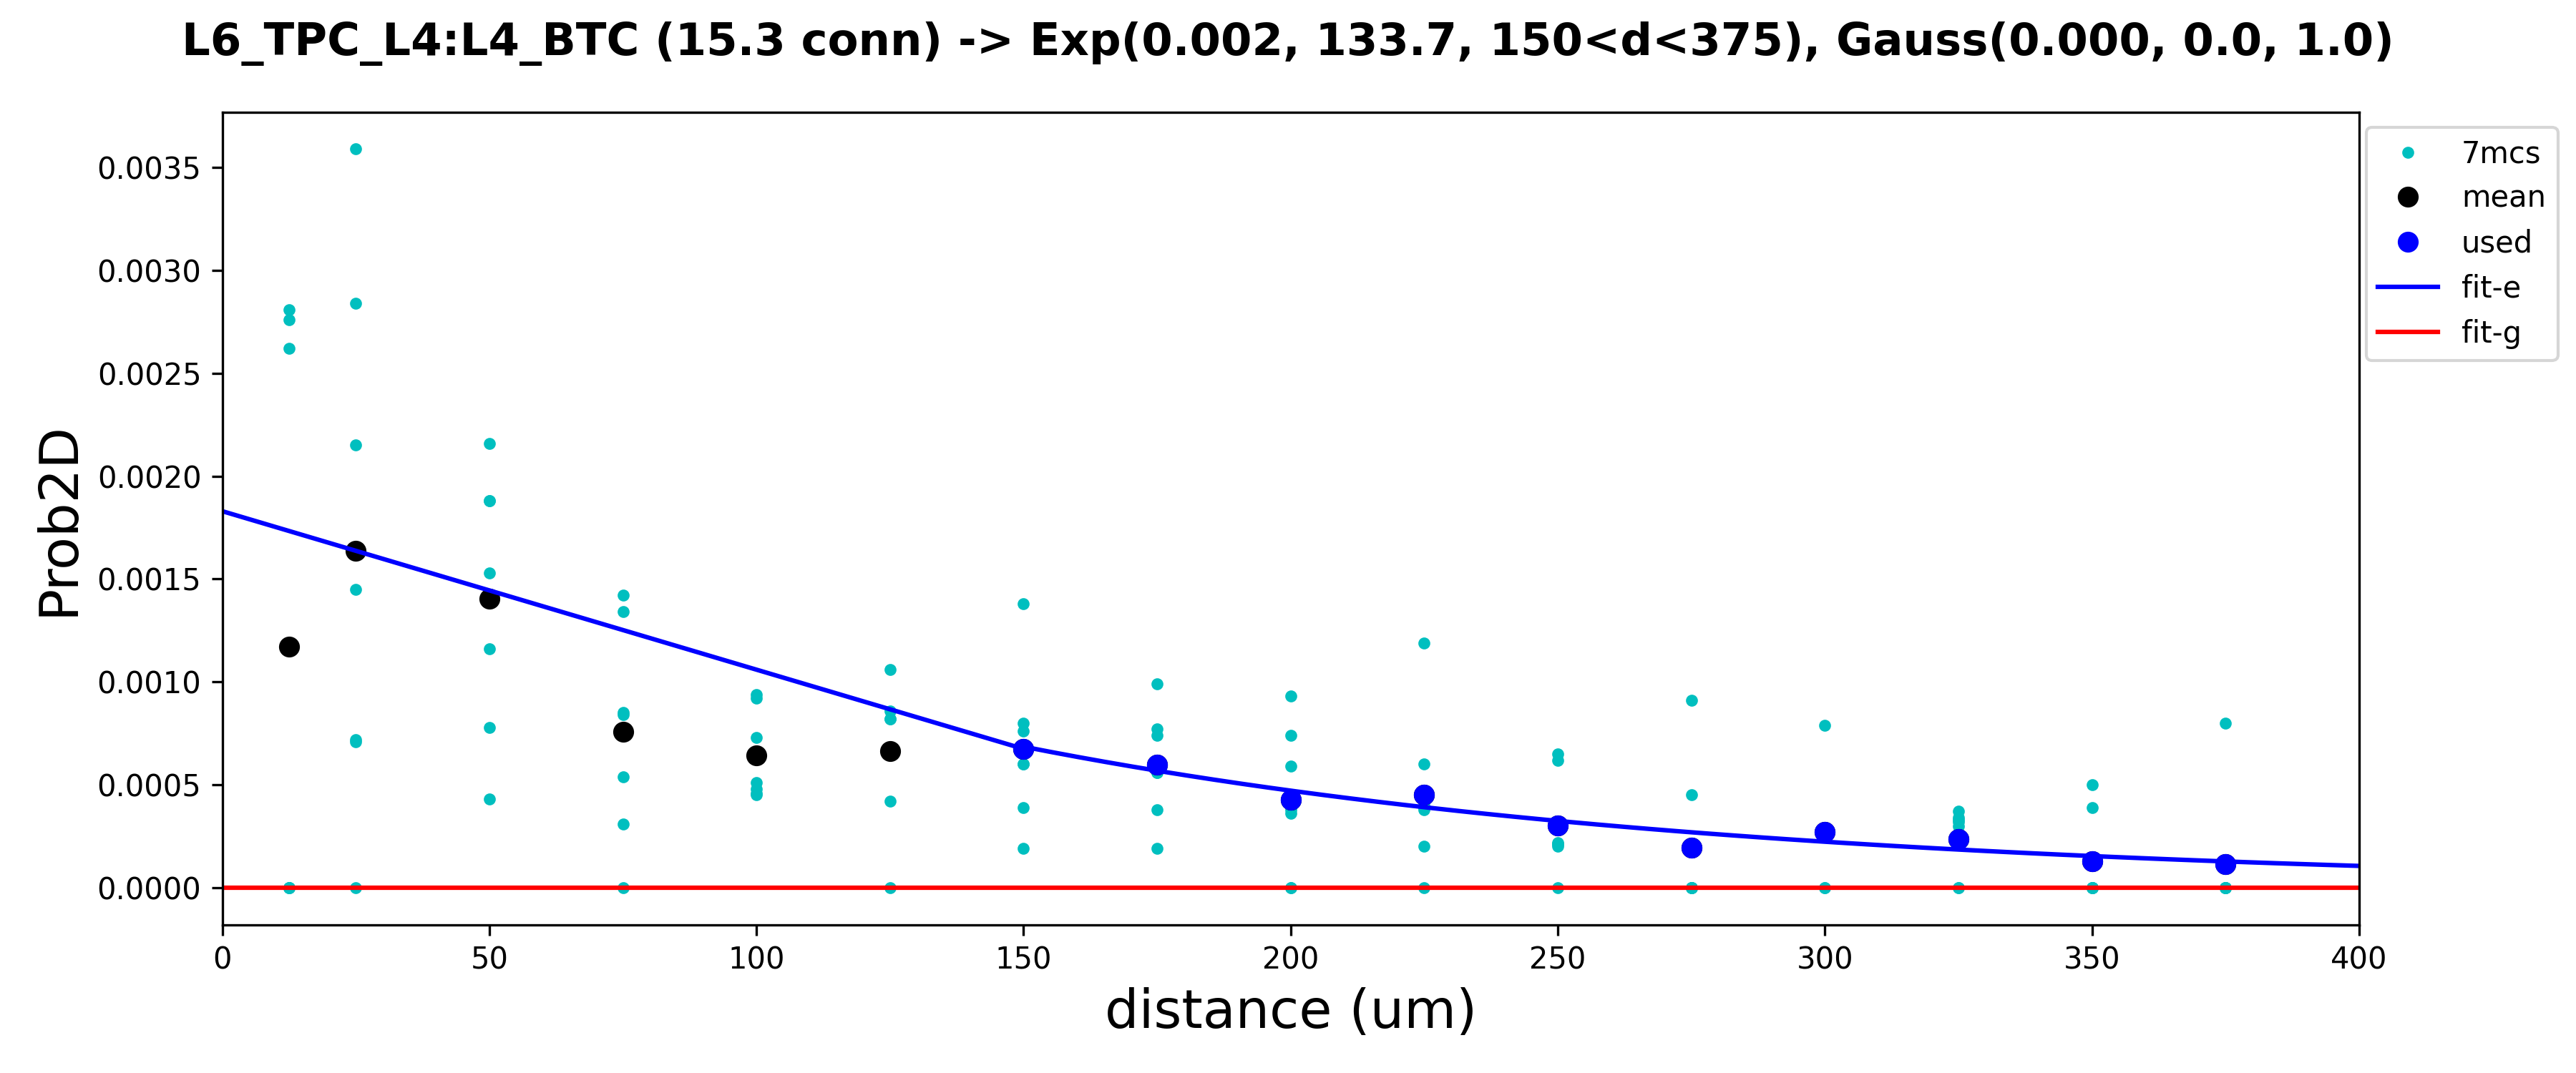 L6_TPC_L4:L4_BTC (15.3 conn) -> Exp(0.002, 133.7, 150<d<375), Gauss(0.000, 0.0, 1.0)
7mcs
mean
used
fit-e
fit-g
Prob2D
0.0035
0.0030
0.0025
0.0020
0.0015
0.0010
0.0005
0.0000
0 50 100 150 200 250 300 350 400
distance (um)